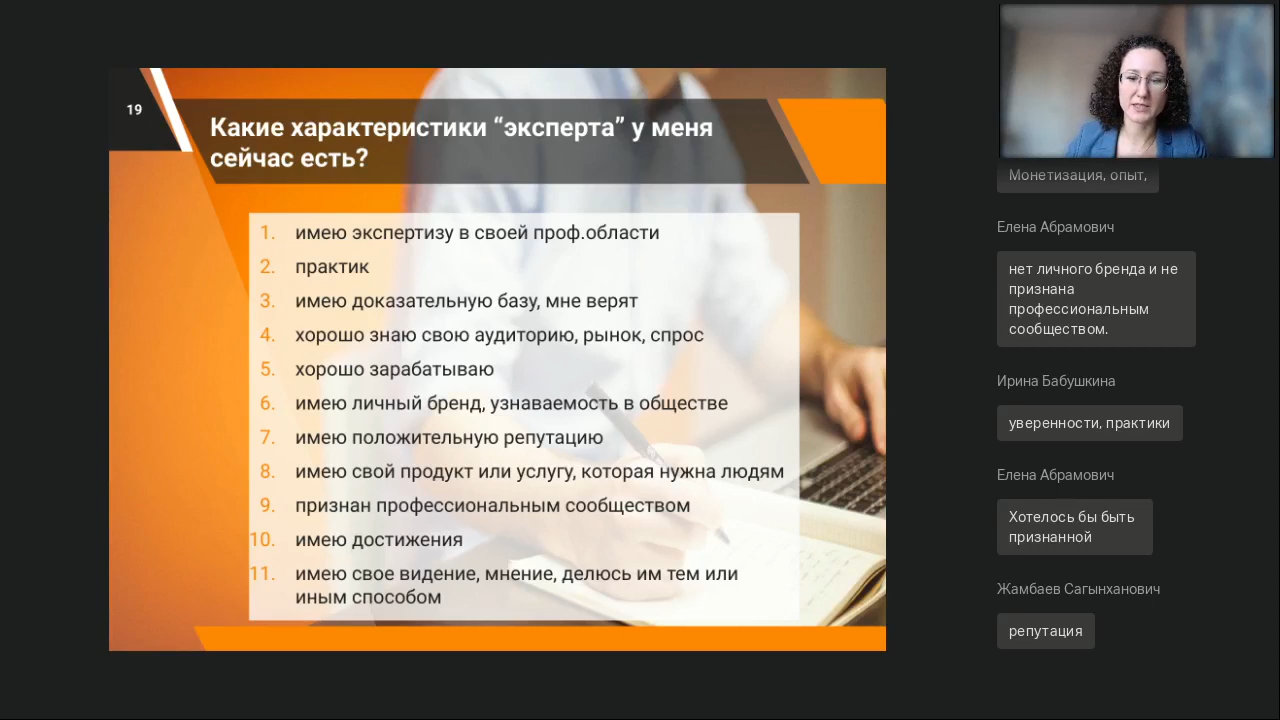 19
Какие характеристики “эксперта” у меня
сейчас есть?
1. имею экспертизу в своей проф.области
2. практик
3. имею доказательную базу, мне верят
4. хорошо знаю свою аудиторию, рынок, спрос
5. хорошо зарабатываю
6. имею личный бренд, узнаваемость в обществе
7. имею положительную репутацию
8. имею свой продукт или услугу, которая нужна людям
9. признан профессиональным сообществом
10. имею достижения
11. имею свое видение, мнение, делюсь им тем или
иным способом
Монетизация, опыт,
Елена Абрамович
нет личного бренда и не
признана
профессиональным
сообществом.
Ирина Бабушкина
уверенности, практики
Елена Абрамович
Хотелось бы быть
признанной
Жамбаев Сагынханович
репутация